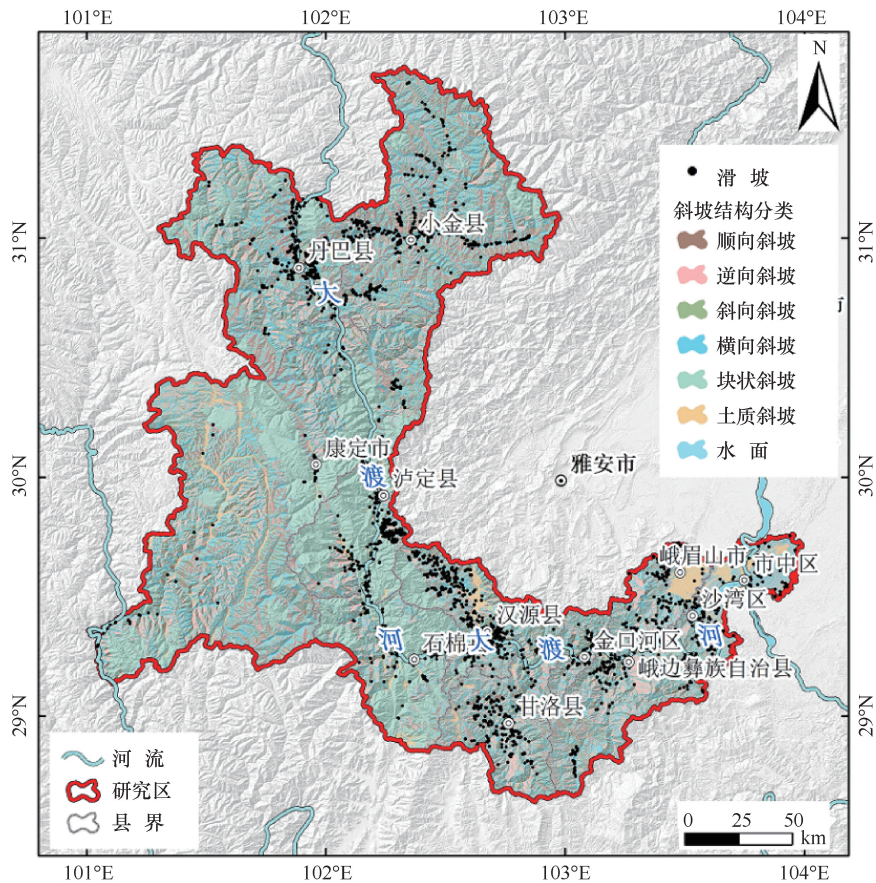 101°E 102°E 103°E 104°E
N
滑 坡
斜坡结构分类
顺向斜坡
逆向斜坡
斜向斜坡
横向斜坡
块状斜坡
土质斜坡
水 面
31°N 31°N
小金县
丹巴县
大
康定市
渡
泸定县
雅安市
30°N 30°N
峨眉山市
市中区
沙湾区
汉源县
河
石棉
大
渡
金口河区
河
峨边彝族自治县
甘洛县
29°N 29°N
河 流
研究区
县 界
0 25 50
km
101°E 102°E 103°E 104°E